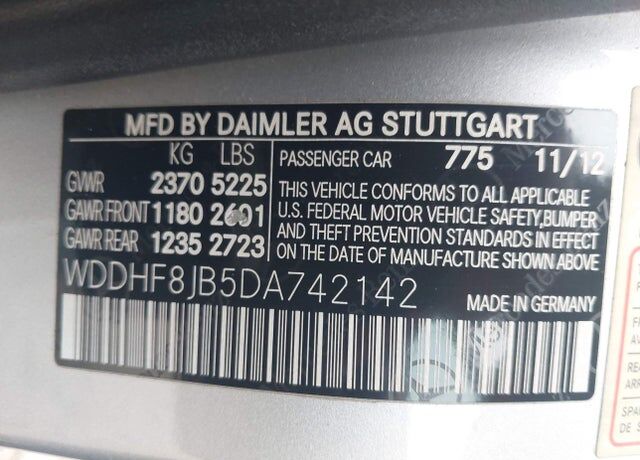 MFD BY DAIMLER AG STUTTGART
KG LBS
GVWR 2370 5225
GAWR FRONT 1180 2601
GAWR REAR 1235 2723
PASSENGER CAR 775 11/12
THIS VEHICLE CONFORMS TO ALL APPLICABLE
U.S. FEDERAL MOTOR VEHICLE SAFETY,BUMPER
AND THEFT PREVENTION STANDARDS IN EFFECT
ON THE DATE OF MANUFACTURE SHOWN ABOVE
WDDHF8JB5DA742142
MADE IN GERMANY